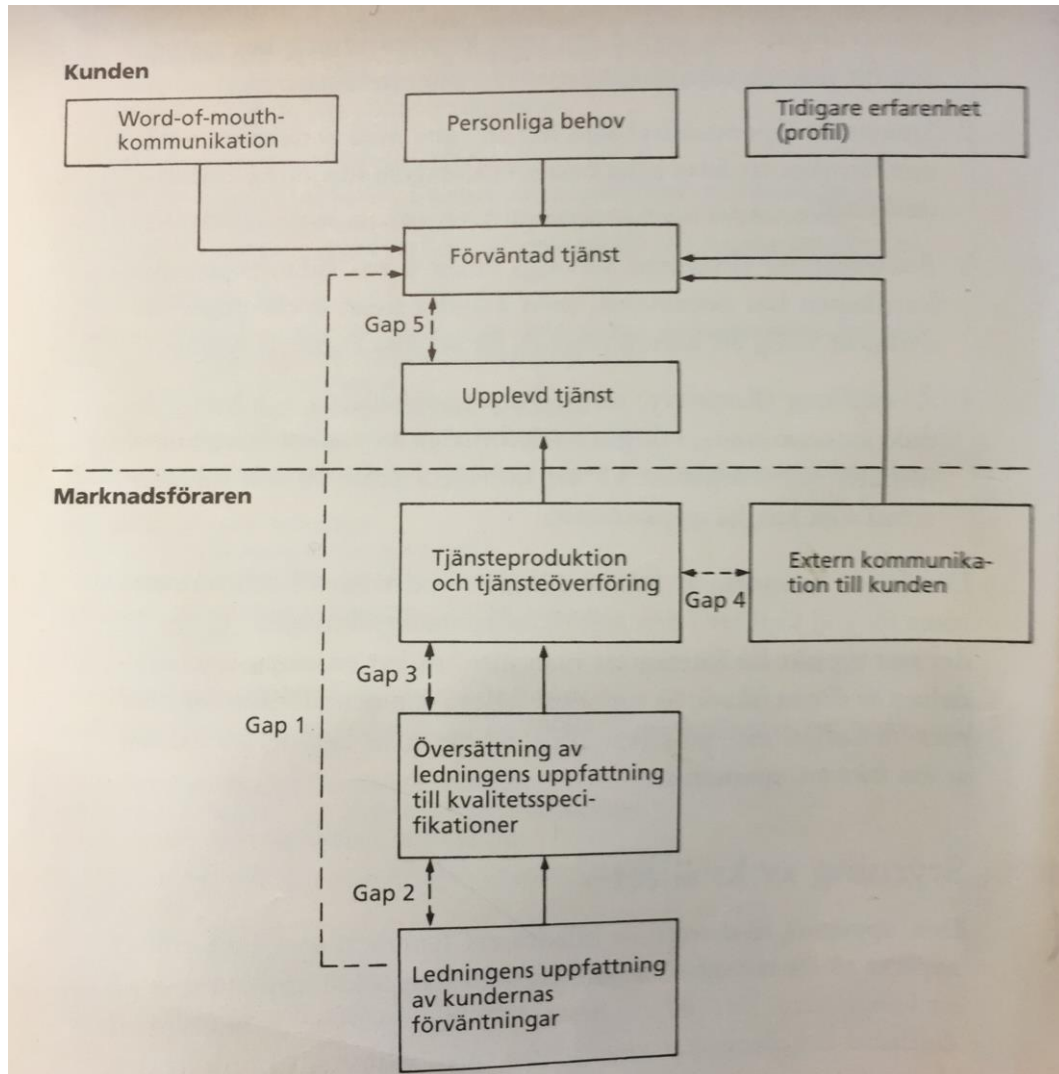 Kunden
Word-of-mouth-
kommunikation
Personliga behov
Tidigare erfarenhet
(profil)
Förväntad tjänst
Gap 5
Upplevd tjänst
Marknadsföraren
Tjänsteproduktion
och tjänsteöverföring
Gap 4
Extern kommunika-
tion till kunden
Gap 3
Gap 1
Översättning av
ledningens uppfattning
till kvalitetsspeci-
fikationer
Gap 2
Ledningens uppfattning
av kundernas
förväntningar